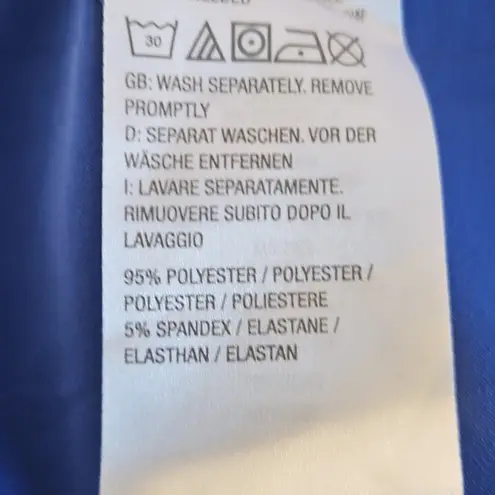 30
GB: WASH SEPARATELY. REMOVE
PROMPTLY
D: SEPARAT WASCHEN. VOR DER
WÄSCHE ENTFERNEN
I: LAVARE SEPARATAMENTE.
RIMUOVERE SUBITO DOPO IL
LAVAGGIO
95% POLYESTER / POLYESTER /
POLYESTER / POLIESTERE
5% SPANDEX / ELASTANE /
ELASTHAN / ELASTAN